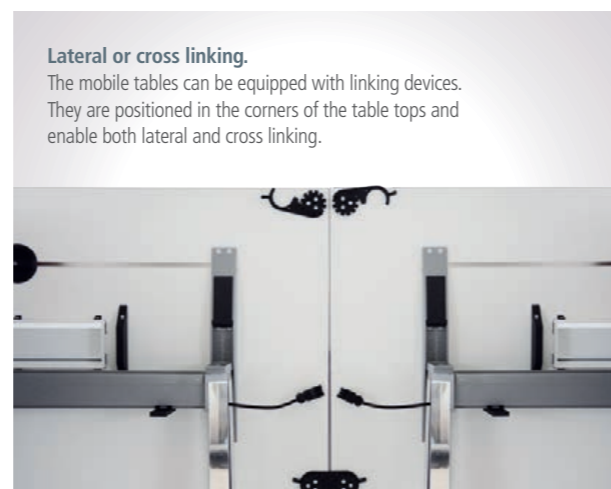 Lateral or cross linking.
The mobile tables can be equipped with linking devices.
They are positioned in the corners of the table tops and
enable both lateral and cross linking.